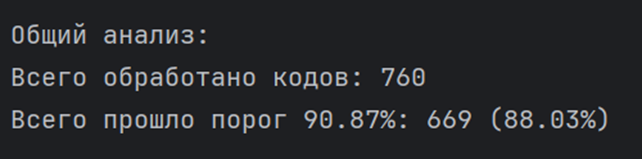 Общий анализ:
Всего обработано кодов: 760
Всего прошло порог 90.87%: 669 (88.03%)